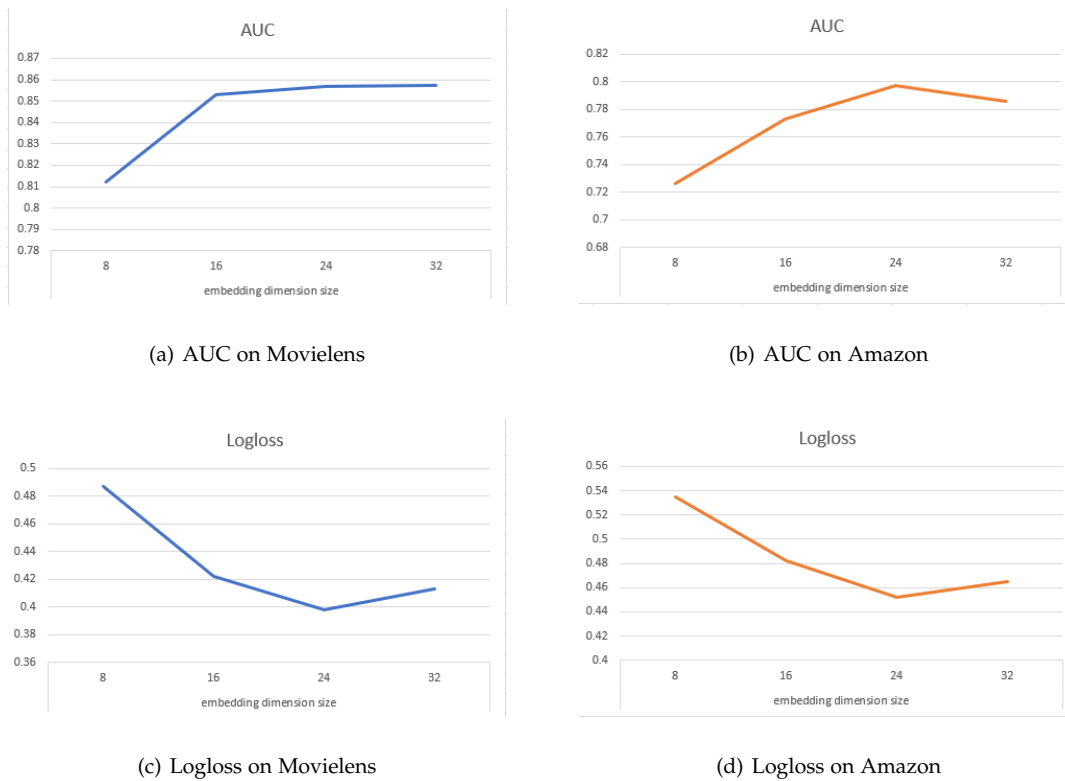 AUC
0.87
0.86
0.85
0.84
0.83
0.82
0.81
0.8
0.79
0.78
8 16 24 32
embedding dimension size
(a) AUC on Movielens
AUC
0.82
0.8
0.78
0.76
0.74
0.72
0.7
0.68
8 16 24 32
embedding dimension size
(b) AUC on Amazon
Logloss
0.5
0.48
0.46
0.44
0.42
0.4
0.38
0.36
8 16 24 32
embedding dimension size
(c) Logloss on Movielens
Logloss
0.56
0.54
0.52
0.5
0.48
0.46
0.44
0.42
0.4
8 16 24 32
embedding dimension size
(d) Logloss on Amazon